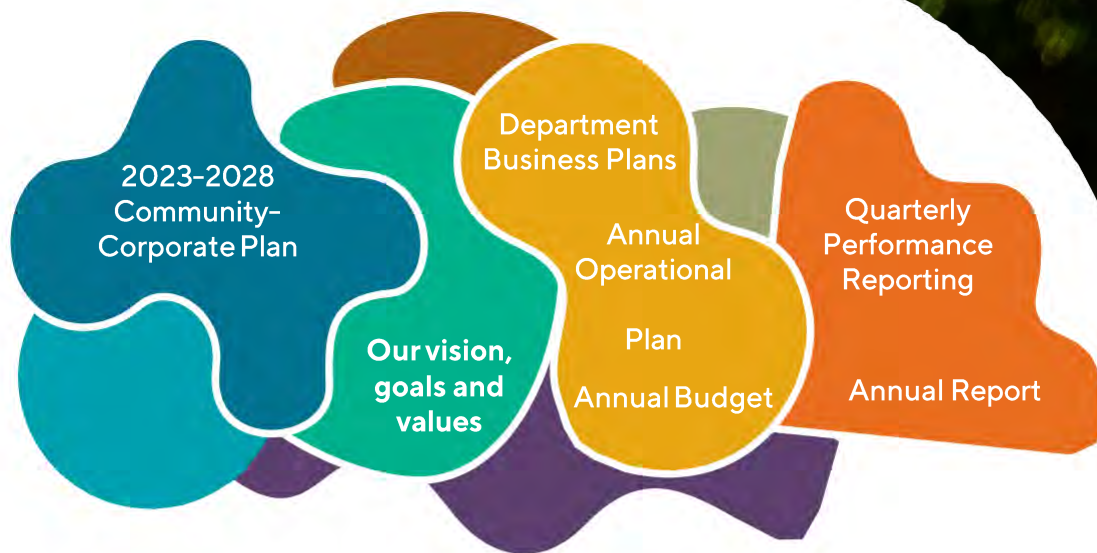 2023-2028
Community-
Corporate Plan
Our vision,
goals and
values
Department
Business Plans
Annual
Operational
Plan
Annual Budget
Quarterly
Performance
Reporting
Annual Report